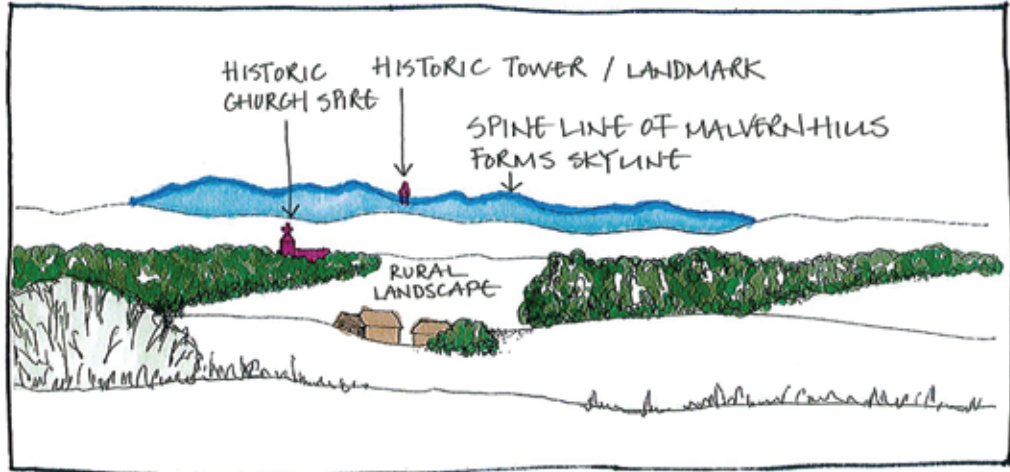 HISTORIC
CHURCH SPIRE
HISTORIC TOWER / LANDMARK
SPINE LINE OF MALVERN HILLS
FORMS SKYLINE
RURAL
LANDSCAPE